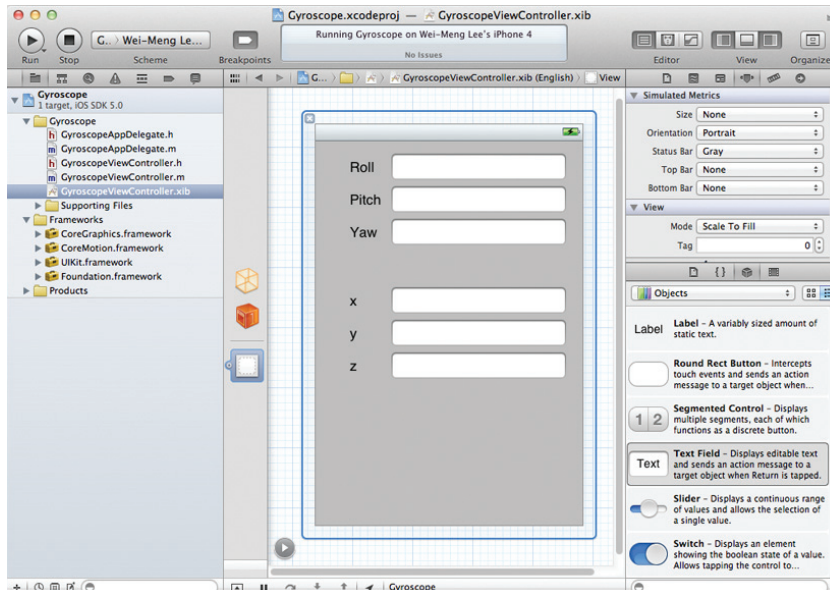 Gyroscope.xcodeproj — GyroscopeViewController.xib
Run
Stop
G... Wei-Meng Le...
Scheme
Breakpoints
Running Gyroscope on Wei-Meng Lee's iPhone 4
No Issues
Editor
View
Organize
G... GyroscopeViewController.xib (English) View
Gyroscope
1 target, iOS SDK 5.0
Gyroscope
h GyroscopeAppDelegate.h
m GyroscopeAppDelegate.m
h GyroscopeViewController.h
m GyroscopeViewController.m
GyroscopeViewController.xib
Supporting Files
Frameworks
CoreGraphics.framework
CoreMotion.framework
UIKit.framework
Foundation.framework
Products
Roll
Pitch
Yaw
x
y
z
Gyroscope
Simulated Metrics
Size None
Orientation Portrait
Status Bar Gray
Top Bar None
Bottom Bar None
View
Mode Scale To Fill
Tag 0
{}
Objects
Label
Label – A variably sized amount of
static text.
Round Rect Button – Intercepts
touch events and sends an action
message to a target object when...
1 2
Segmented Control – Displays
multiple segments, each of which
functions as a discrete button.
Text
Text Field – Displays editable text
and sends an action message to a
target object when Return is tapped.
Slider – Displays a continuous range
of values and allows the selection of
a single value.
Switch – Displays an element
showing the boolean state of a value.
Allows tapping the control to...